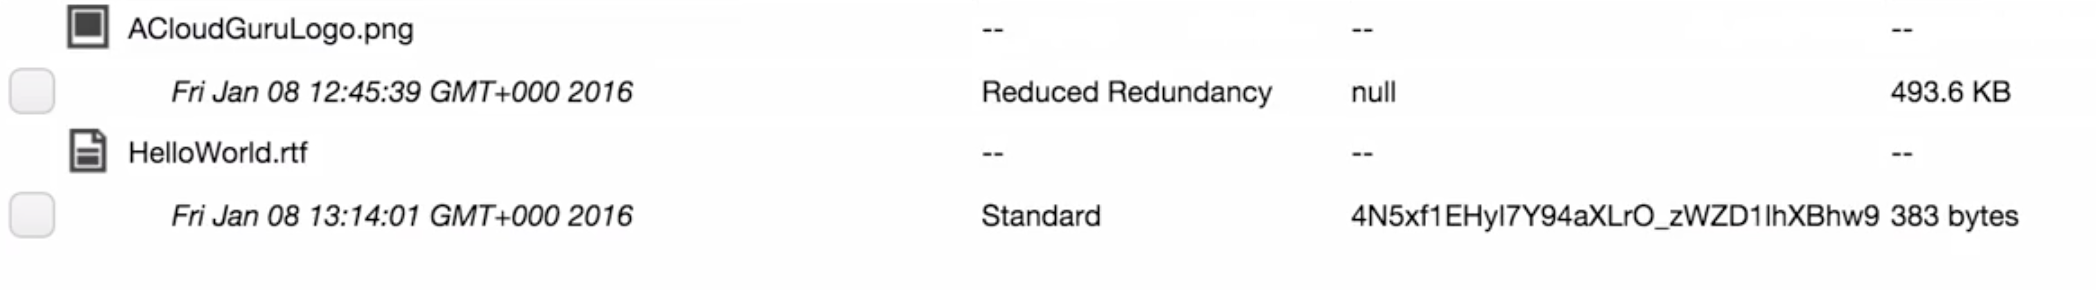 ACloudGuruLogo.png -- -- --
Fri Jan 08 12:45:39 GMT+000 2016 Reduced Redundancy null 493.6 KB
HelloWorld.rtf -- -- --
Fri Jan 08 13:14:01 GMT+000 2016 Standard 4N5xf1EHyl7Y94aXLrO_zWZD1lhXBhw9 383 bytes